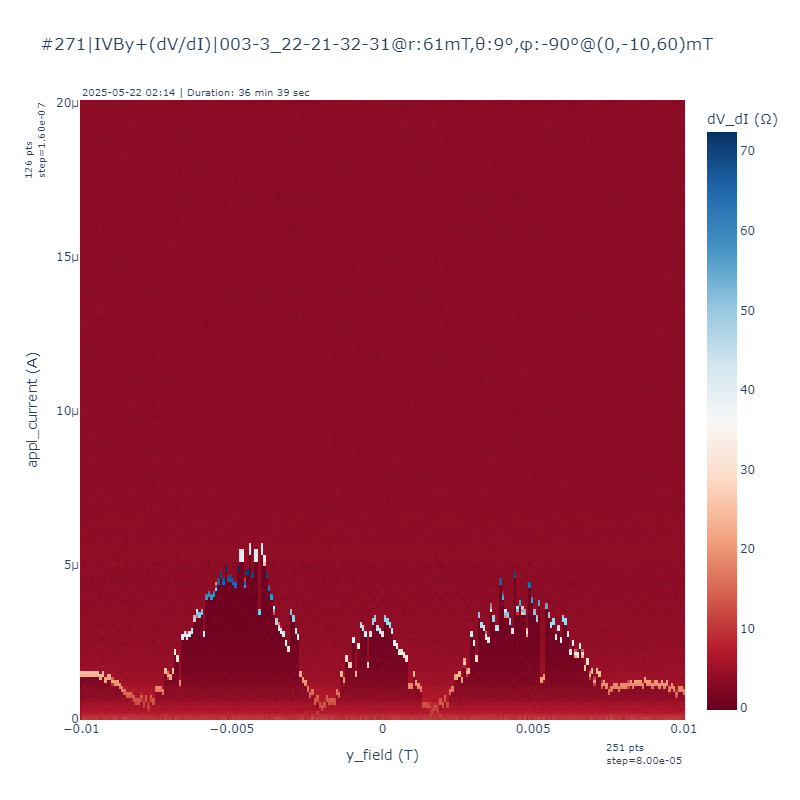 #271|IVBy+(dV/dI)|003-3_22-21-32-31@r:61mT,θ:9°,φ:-90°@(0,-10,60)mT
2025-05-22 02:14 | Duration: 36 min 39 sec
126 pts
step=1.60e-07
20μ
15μ
10μ
5μ
0
appl_current (A)
−0.01
−0.005
0
0.005
0.01
y_field (T)
251 pts
step=8.00e-05
dV_dI (Ω)
70
60
50
40
30
20
10
0